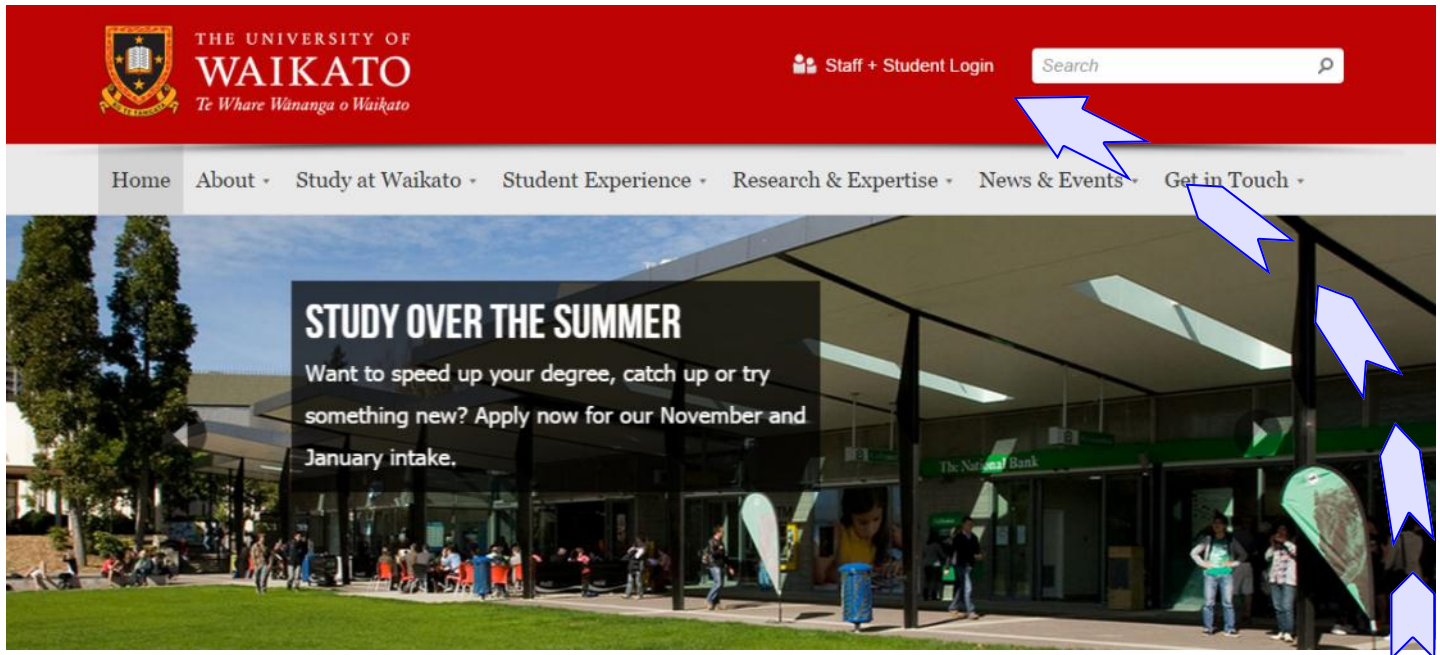 THE UNIVERSITY OF
WAIKATO
Te Whare Wānanga o Waikato
Staff + Student Login
Search
Home About Study at Waikato Student Experience Research & Expertise News & Events Get in Touch
STUDY OVER THE SUMMER
Want to speed up your degree, catch up or try
something new? Apply now for our November and
January intake.
The National Bank